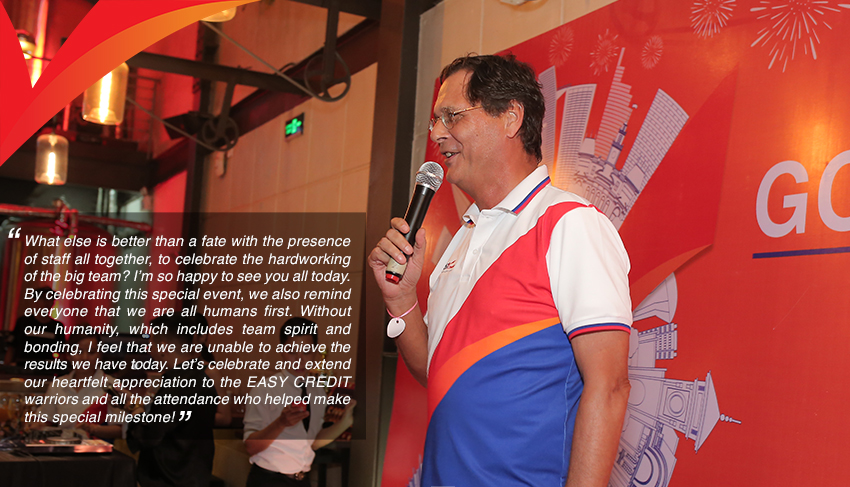 “ What else is better than a fate with the presence
of staff all together, to celebrate the hardworking
of the big team? I’m so happy to see you all today.
By celebrating this special event, we also remind
everyone that we are all humans first. Without
our humanity, which includes team spirit and
bonding, I feel that we are unable to achieve the
results we have today. Let’s celebrate and extend
our heartfelt appreciation to the EASY CREDIT
warriors and all the attendance who helped make
this special milestone! ”
GO